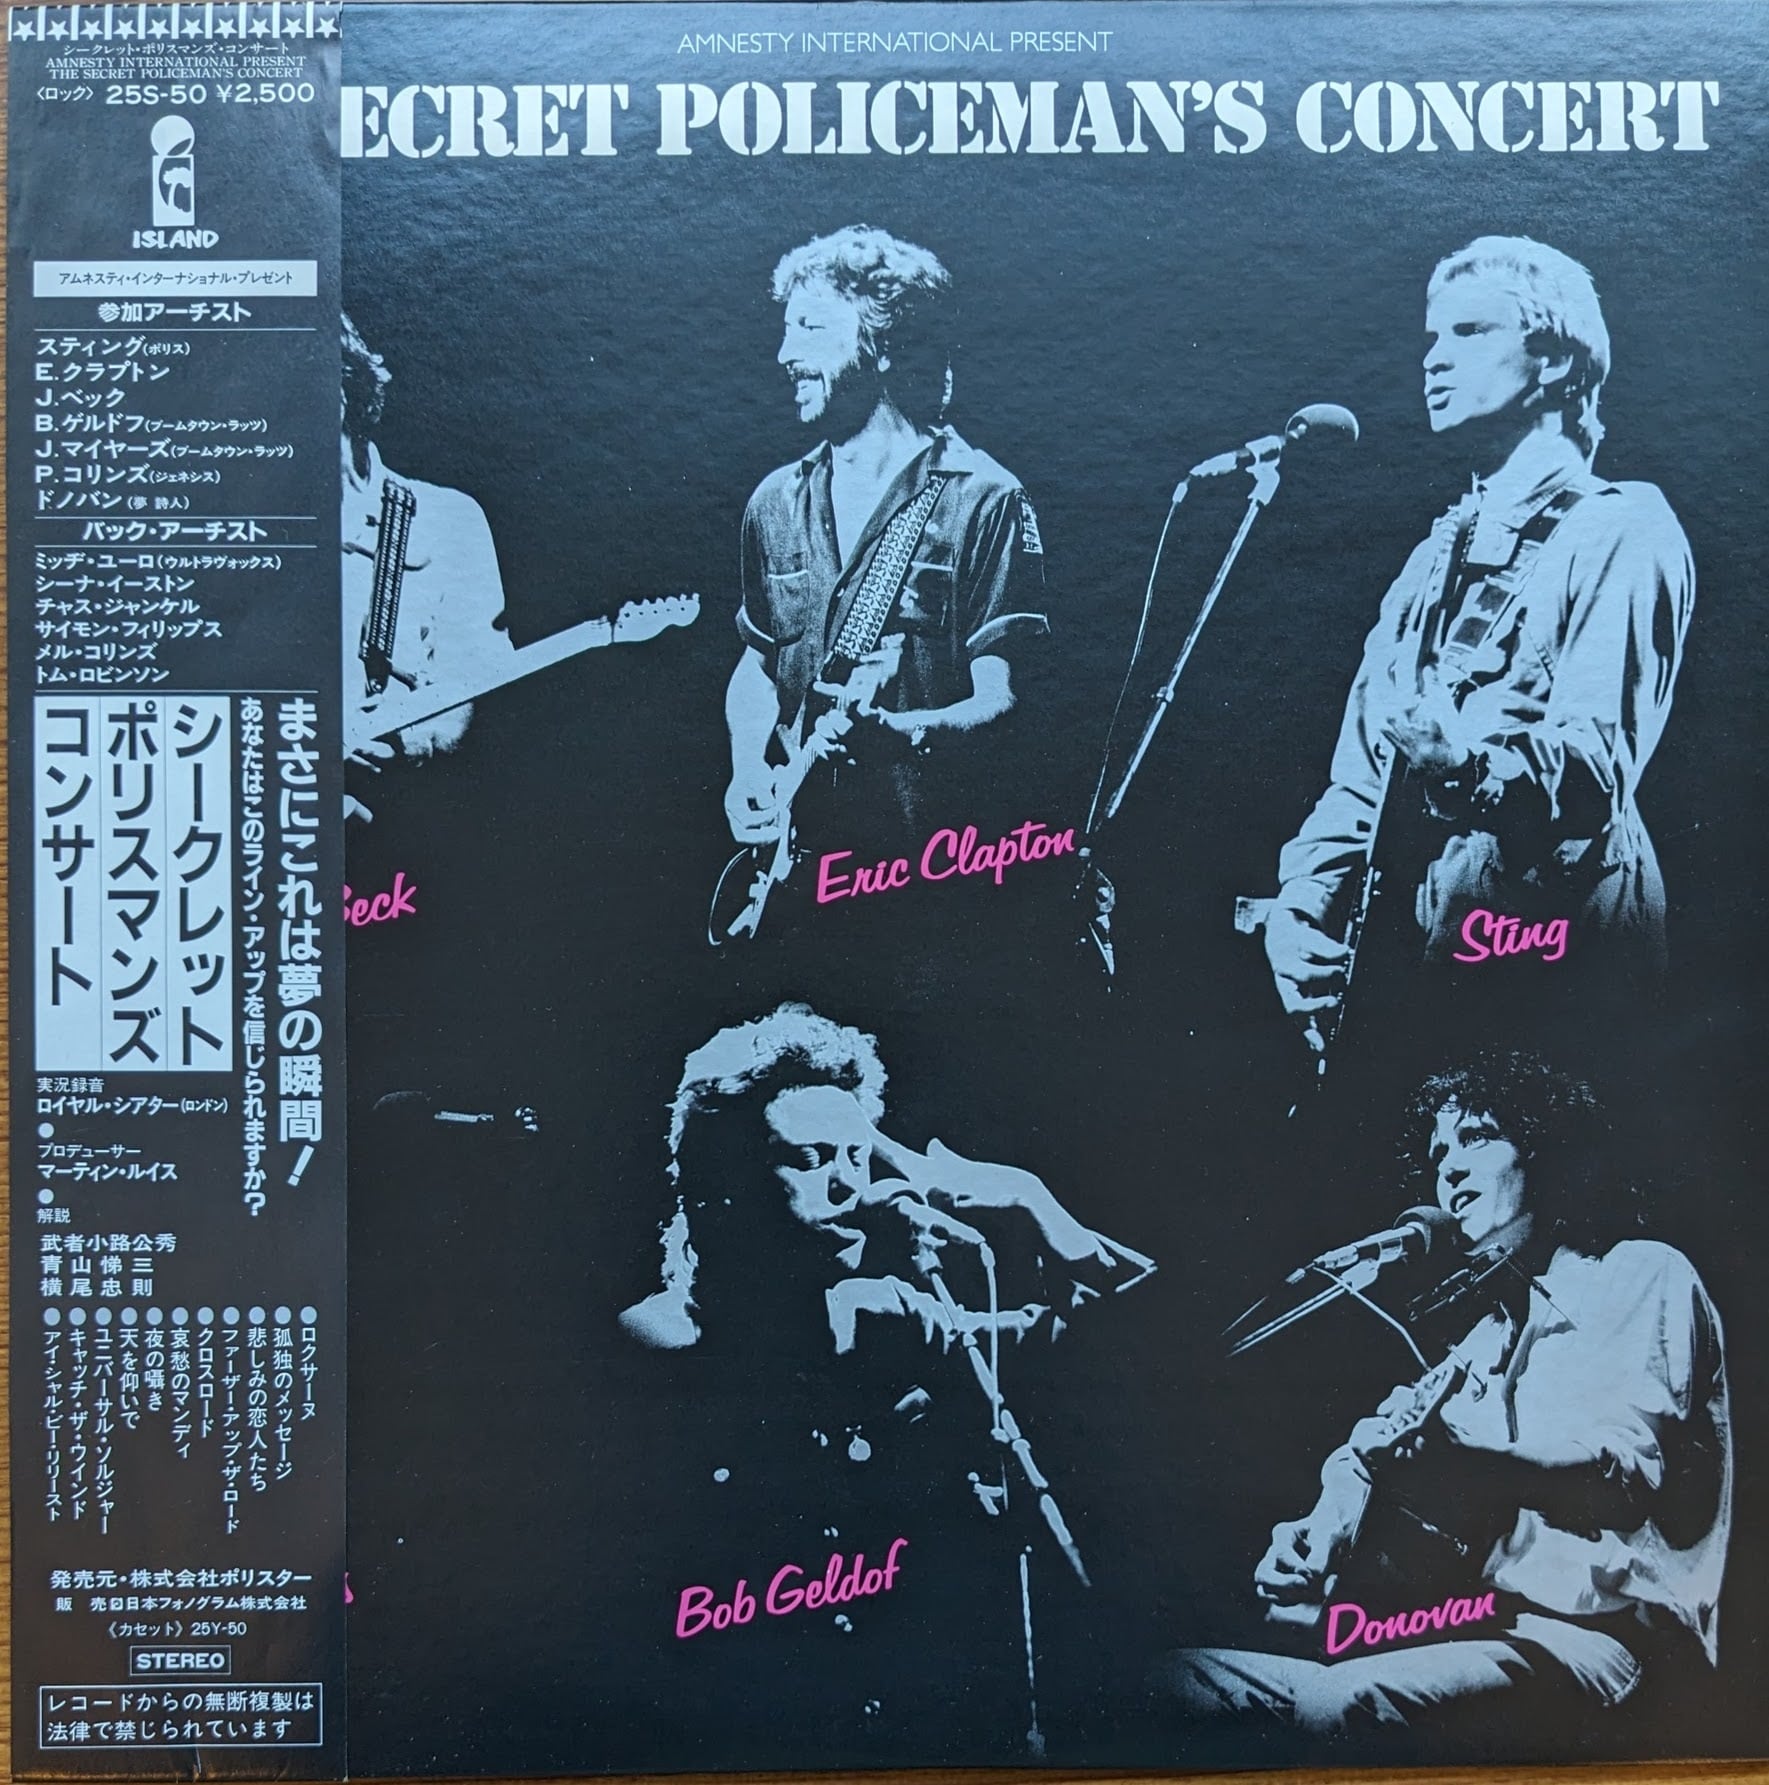 シークレット・ポリスマンズ・コンサート
AMNESTY INTERNATIONAL PRESENT
THE SECRET POLICEMAN'S CONCERT
〈ロック〉 25S-50 ¥2,500
ISLAND
アムネスティ・インターナショナル・プレゼント
参加アーチスト
スティング(ポリス)
E.クラプトン
J.ベック
B.ゲルドフ(ブームタウン・ラッツ)
J.マイヤーズ(ブームタウン・ラッツ)
P.コリンズ(ジェネシス)
ドノバン(夢 詩人)
バック・アーチスト
ミッヂ・ユーロ(ウルトラヴォックス)
シーナ・イーストン
チャス・ジャンケル
サイモン・フィリップス
メル・コリンズ
トム・ロビンソン
まさにこれは夢の瞬間!
あなたはこのライン・アップを信じられますか?
シークレット
ポリスマンズ
コンサート
実況録音
ロイヤル・シアター(ロンドン)
●
プロデューサー
マーティン・ルイス
●
解説
武者小路公秀
青山悌三
横尾忠則
●ロクサーヌ
●孤独のメッセージ
●悲しみの恋人たち
●ファーザー・アップ・ザ・ロード
●クロスロード
●哀愁のマンディ
●夜の囁き
●天を仰いで
●ユニバーサル・ソルジャー
●キャッチ・ザ・ウインド
●アイ・シャル・ビー・リリースト
発売元・株式会社ポリスター
販 売 日本フォノグラム株式会社
《カセット》25Y-50
STEREO
レコードからの無断複製は
法律で禁じられています
AMNESTY INTERNATIONAL PRESENT
ECRET POLICEMAN'S CONCERT
Beck
Eric Clapton
Sting
s
Bob Geldof
Donovan